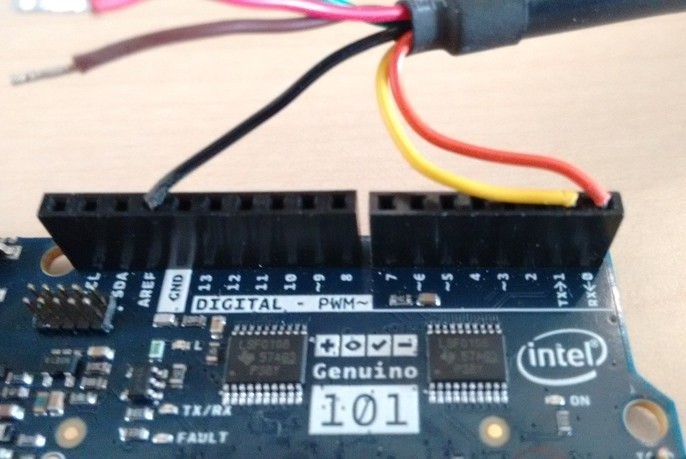 SCL
SDA
AREF
GND
13
12
11
10
~9
8
7
~6
~5
4
~3
2
TX→1
RX←0
DIGITAL - PWM~
L
TX/RX
FAULT
Genuino
101
intel
ON